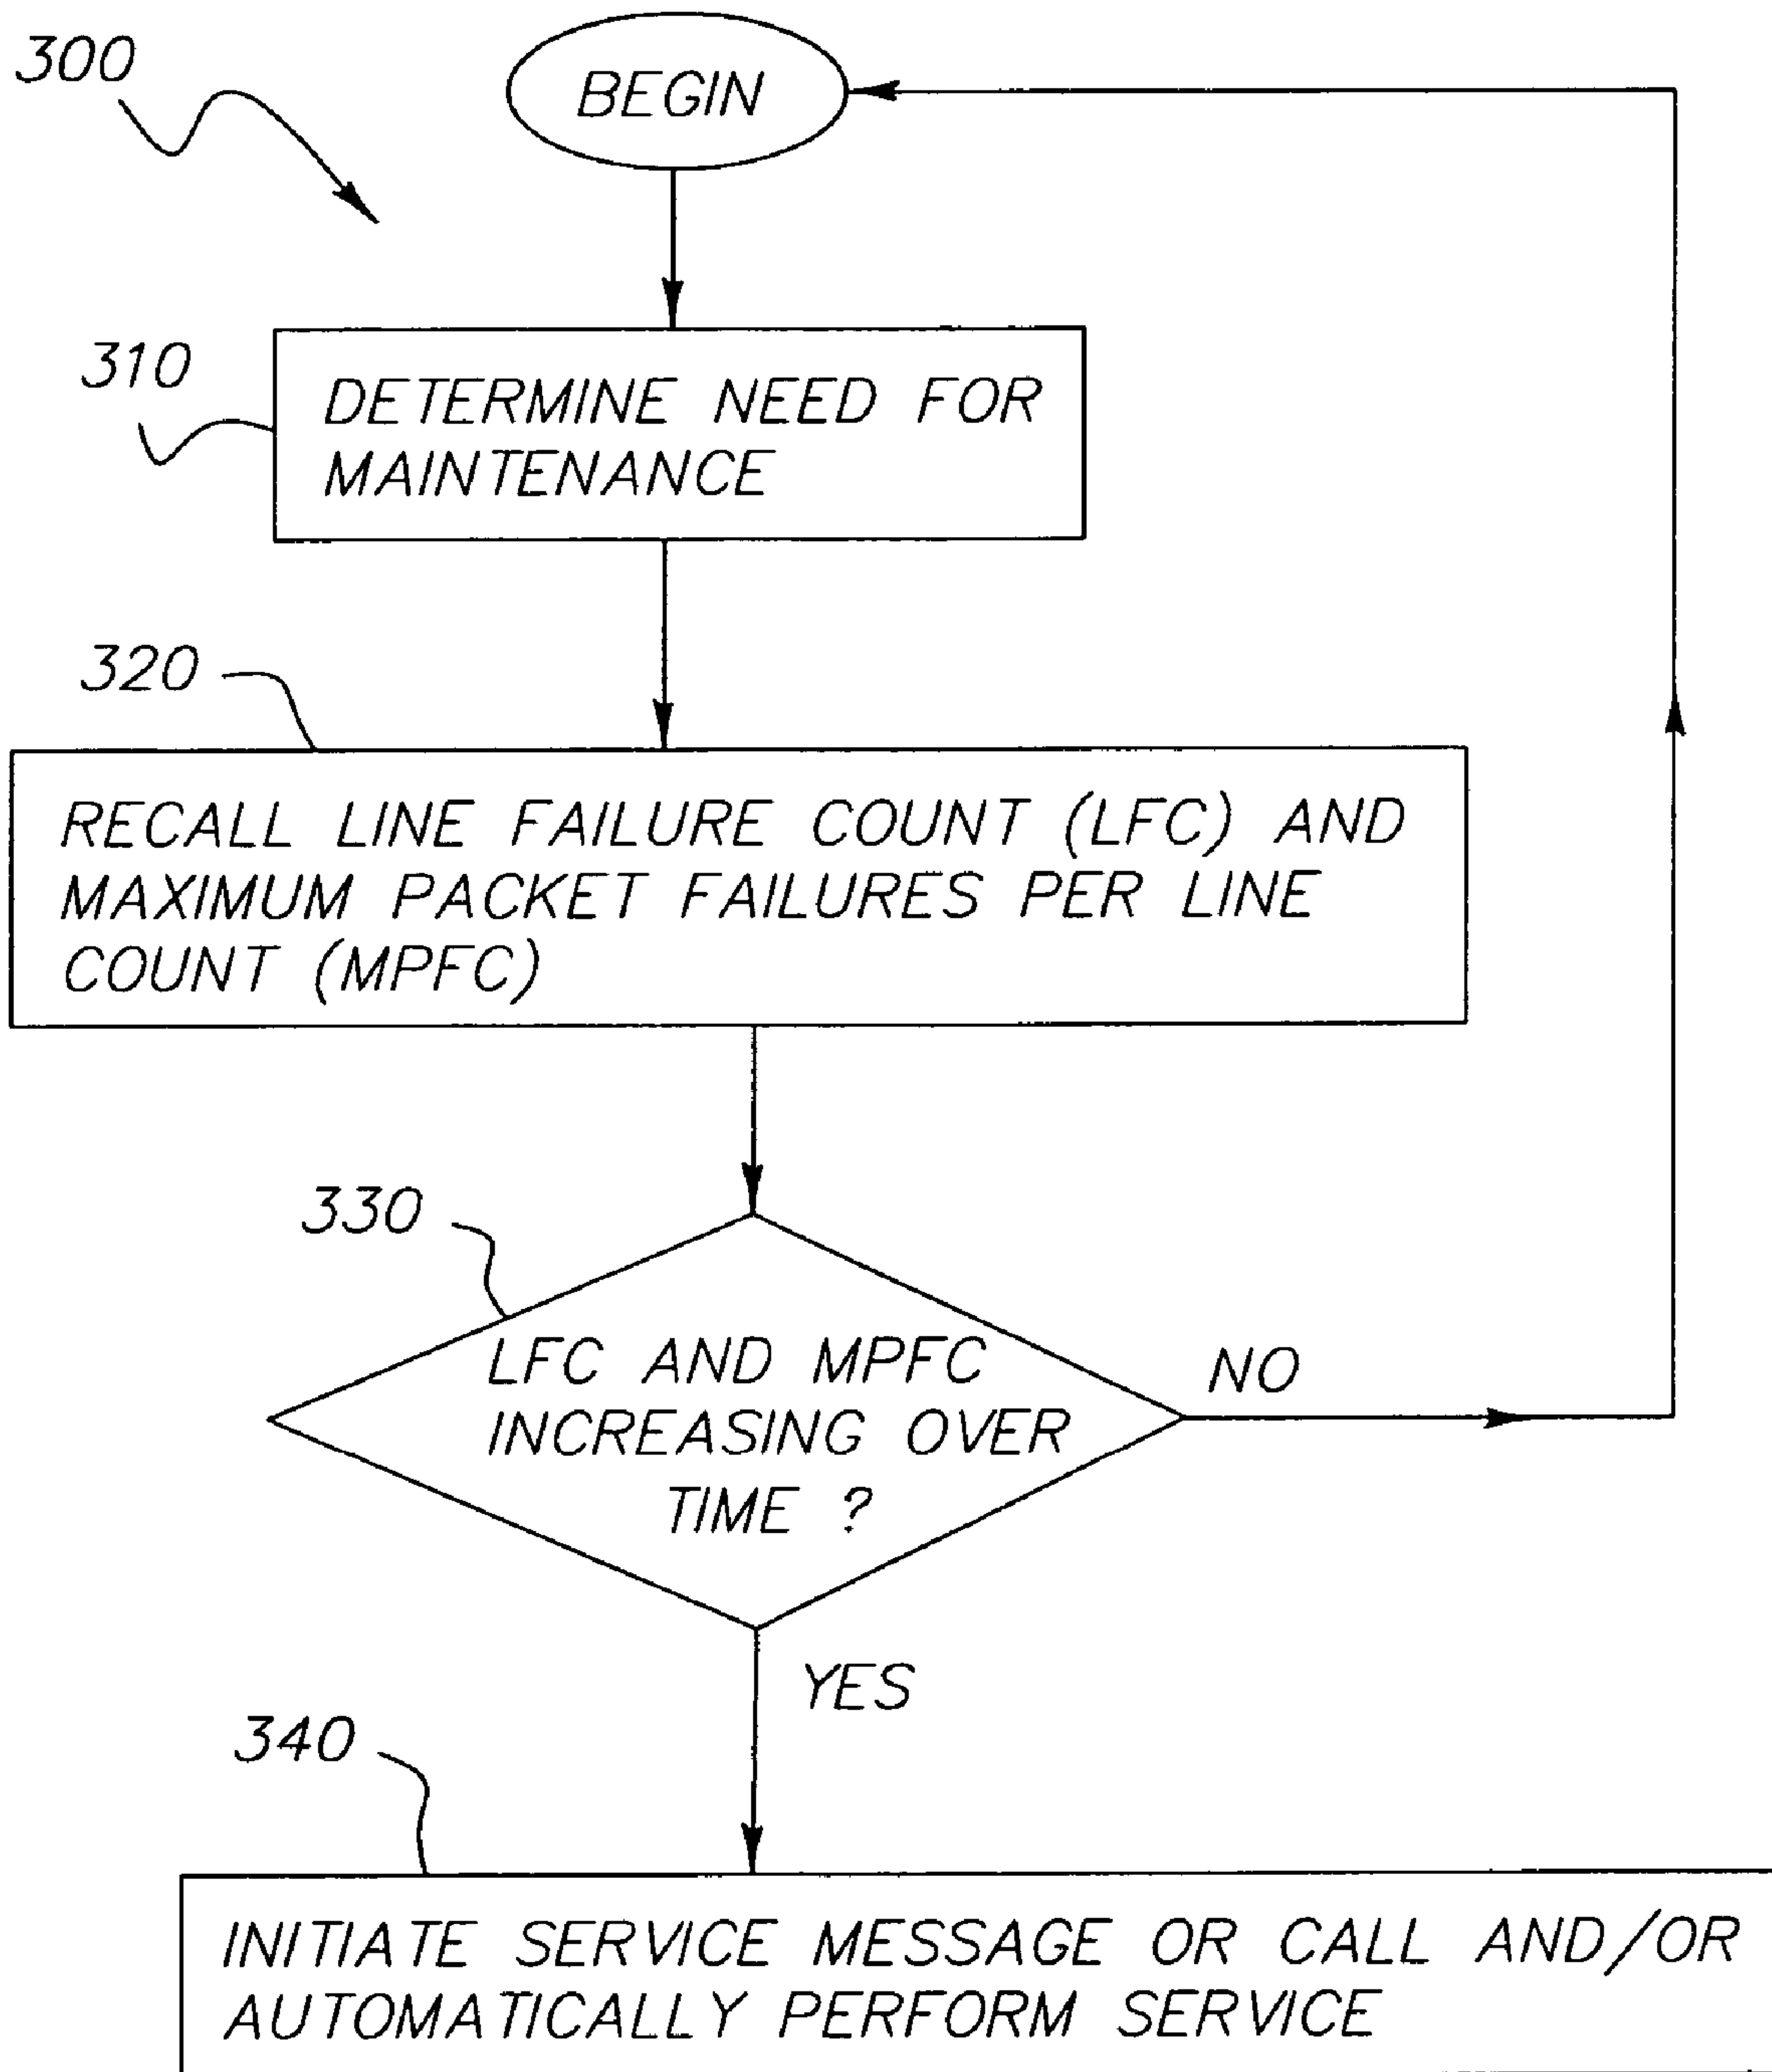 300
BEGIN
310
DETERMINE NEED FOR
MAINTENANCE
320
RECALL LINE FAILURE COUNT (LFC) AND
MAXIMUM PACKET FAILURES PER LINE
COUNT (MPFC)
330
LFC AND MPFC
INCREASING OVER
TIME ?
NO
YES
340
INITIATE SERVICE MESSAGE OR CALL AND/OR
AUTOMATICALLY PERFORM SERVICE